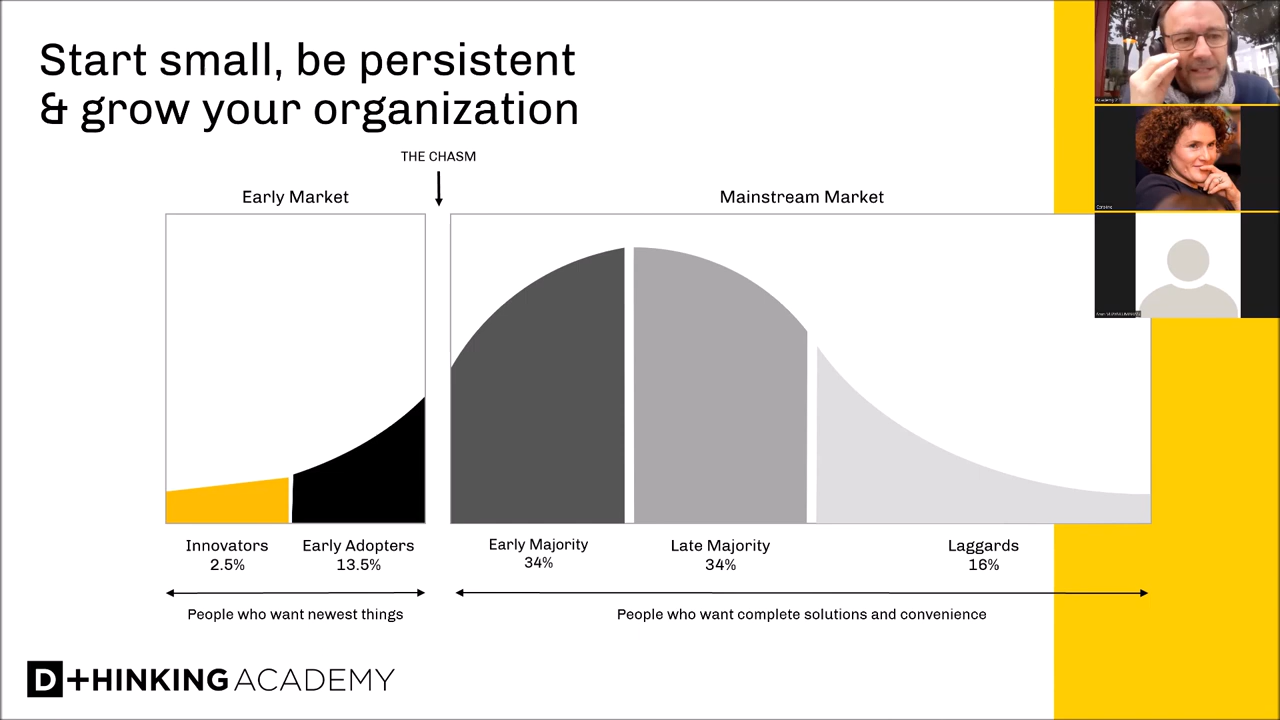 Start small, be persistent
& grow your organization
THE CHASM
Early Market
Mainstream Market
Innovators
2.5%
Early Adopters
13.5%
Early Majority
34%
Late Majority
34%
Laggards
16%
People who want newest things
People who want complete solutions and convenience
D+HINKING ACADEMY